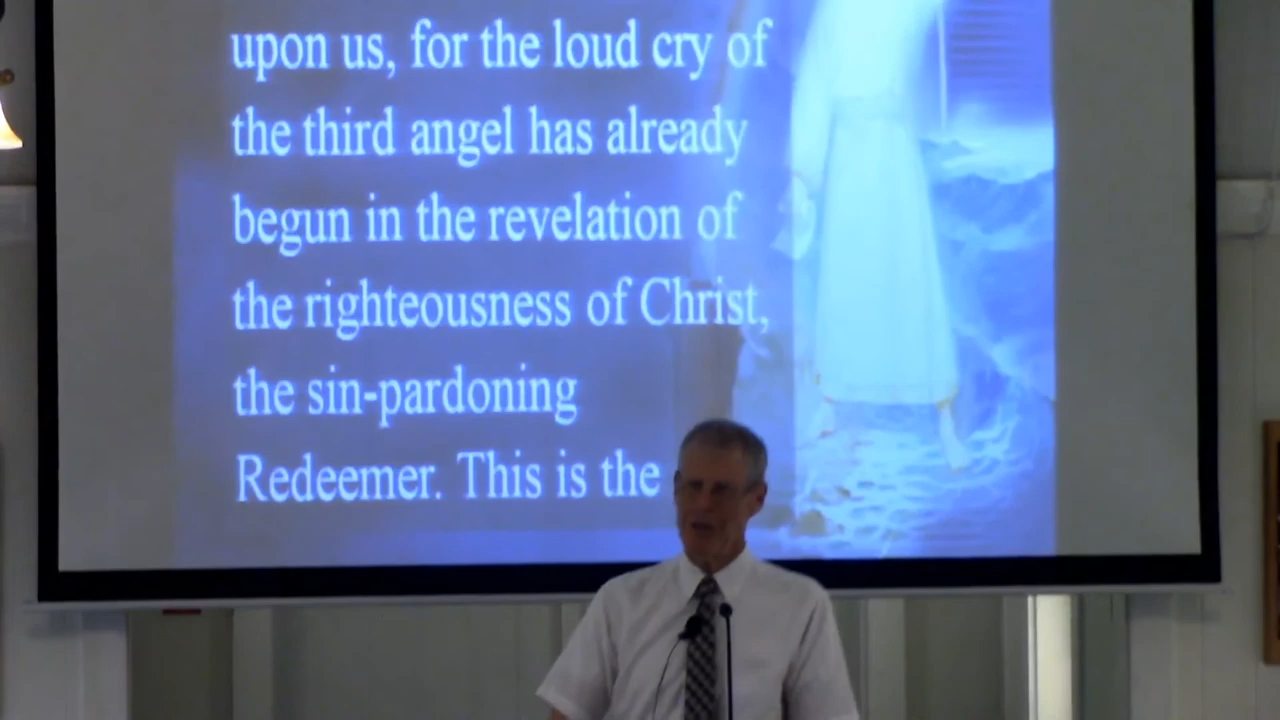 upon us, for the loud cry of
the third angel has already
begun in the revelation of
the righteousness of Christ,
the sin-pardoning
Redeemer. This is the